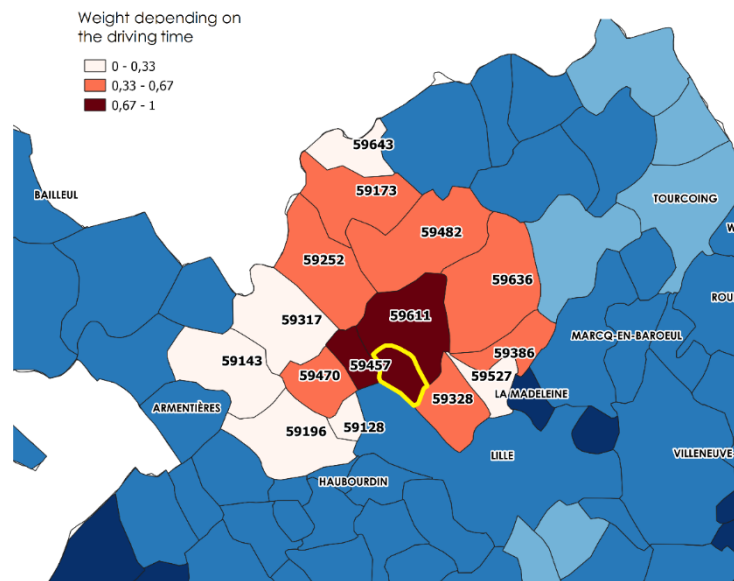 Weight depending on
the driving time
0 - 0,33
0,33 - 0,67
0,67 - 1
59643
59173
BAILLEUL
TOURCOING
59482
59252
59636
59317
59611
ROU
MARCQ-EN-BAROEUL
59143
59386
59457
59470
59527
LA MADELEINE
59328
ARMENTIÈRES
59196
59128
LILLE
VILLENEUVE
HAUBOURDIN